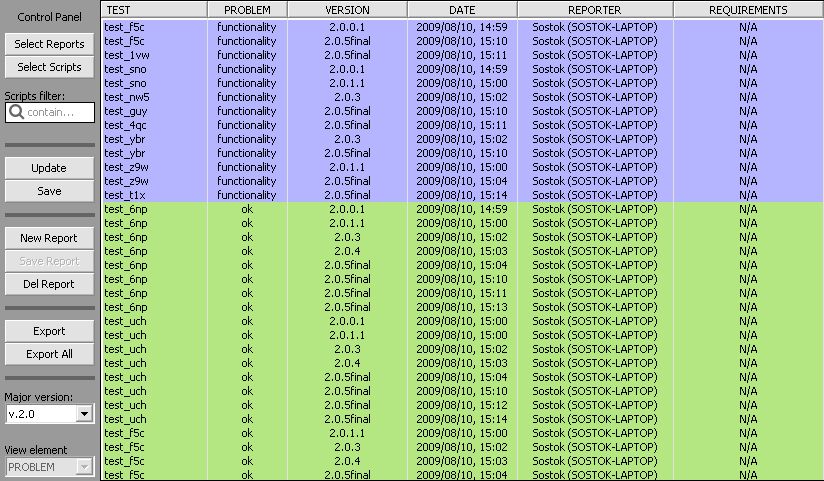 Control Panel
Select Reports
Select Scripts
Scripts filter:
contain...
Update
Save
New Report
Save Report
Del Report
Export
Export All
Major version:
v.2.0
View element
PROBLEM
TEST PROBLEM VERSION DATE REPORTER REQUIREMENTS
test_f5c functionality 2.0.0.1 2009/08/10, 14:59 Sostok (SOSTOK-LAPTOP) N/A
test_f5c functionality 2.0.5final 2009/08/10, 15:10 Sostok (SOSTOK-LAPTOP) N/A
test_1vw functionality 2.0.5final 2009/08/10, 15:11 Sostok (SOSTOK-LAPTOP) N/A
test_sno functionality 2.0.0.1 2009/08/10, 14:59 Sostok (SOSTOK-LAPTOP) N/A
test_sno functionality 2.0.1.1 2009/08/10, 15:00 Sostok (SOSTOK-LAPTOP) N/A
test_nw5 functionality 2.0.3 2009/08/10, 15:02 Sostok (SOSTOK-LAPTOP) N/A
test_guy functionality 2.0.5final 2009/08/10, 15:10 Sostok (SOSTOK-LAPTOP) N/A
test_4qc functionality 2.0.5final 2009/08/10, 15:11 Sostok (SOSTOK-LAPTOP) N/A
test_ybr functionality 2.0.3 2009/08/10, 15:02 Sostok (SOSTOK-LAPTOP) N/A
test_ybr functionality 2.0.5final 2009/08/10, 15:10 Sostok (SOSTOK-LAPTOP) N/A
test_z9w functionality 2.0.1.1 2009/08/10, 15:00 Sostok (SOSTOK-LAPTOP) N/A
test_z9w functionality 2.0.5final 2009/08/10, 15:04 Sostok (SOSTOK-LAPTOP) N/A
test_t1x functionality 2.0.5final 2009/08/10, 15:14 Sostok (SOSTOK-LAPTOP) N/A
test_6np ok 2.0.0.1 2009/08/10, 14:59 Sostok (SOSTOK-LAPTOP) N/A
test_6np ok 2.0.1.1 2009/08/10, 15:00 Sostok (SOSTOK-LAPTOP) N/A
test_6np ok 2.0.3 2009/08/10, 15:02 Sostok (SOSTOK-LAPTOP) N/A
test_6np ok 2.0.4 2009/08/10, 15:03 Sostok (SOSTOK-LAPTOP) N/A
test_6np ok 2.0.5final 2009/08/10, 15:04 Sostok (SOSTOK-LAPTOP) N/A
test_6np ok 2.0.5final 2009/08/10, 15:10 Sostok (SOSTOK-LAPTOP) N/A
test_6np ok 2.0.5final 2009/08/10, 15:11 Sostok (SOSTOK-LAPTOP) N/A
test_6np ok 2.0.5final 2009/08/10, 15:13 Sostok (SOSTOK-LAPTOP) N/A
test_uch ok 2.0.0.1 2009/08/10, 15:00 Sostok (SOSTOK-LAPTOP) N/A
test_uch ok 2.0.1.1 2009/08/10, 15:00 Sostok (SOSTOK-LAPTOP) N/A
test_uch ok 2.0.3 2009/08/10, 15:02 Sostok (SOSTOK-LAPTOP) N/A
test_uch ok 2.0.4 2009/08/10, 15:03 Sostok (SOSTOK-LAPTOP) N/A
test_uch ok 2.0.5final 2009/08/10, 15:04 Sostok (SOSTOK-LAPTOP) N/A
test_uch ok 2.0.5final 2009/08/10, 15:10 Sostok (SOSTOK-LAPTOP) N/A
test_uch ok 2.0.5final 2009/08/10, 15:12 Sostok (SOSTOK-LAPTOP) N/A
test_uch ok 2.0.5final 2009/08/10, 15:14 Sostok (SOSTOK-LAPTOP) N/A
test_f5c ok 2.0.1.1 2009/08/10, 15:00 Sostok (SOSTOK-LAPTOP) N/A
test_f5c ok 2.0.3 2009/08/10, 15:02 Sostok (SOSTOK-LAPTOP) N/A
test_f5c ok 2.0.4 2009/08/10, 15:03 Sostok (SOSTOK-LAPTOP) N/A
test_f5c ok 2.0.5final 2009/08/10, 15:04 Sostok (SOSTOK-LAPTOP) N/A